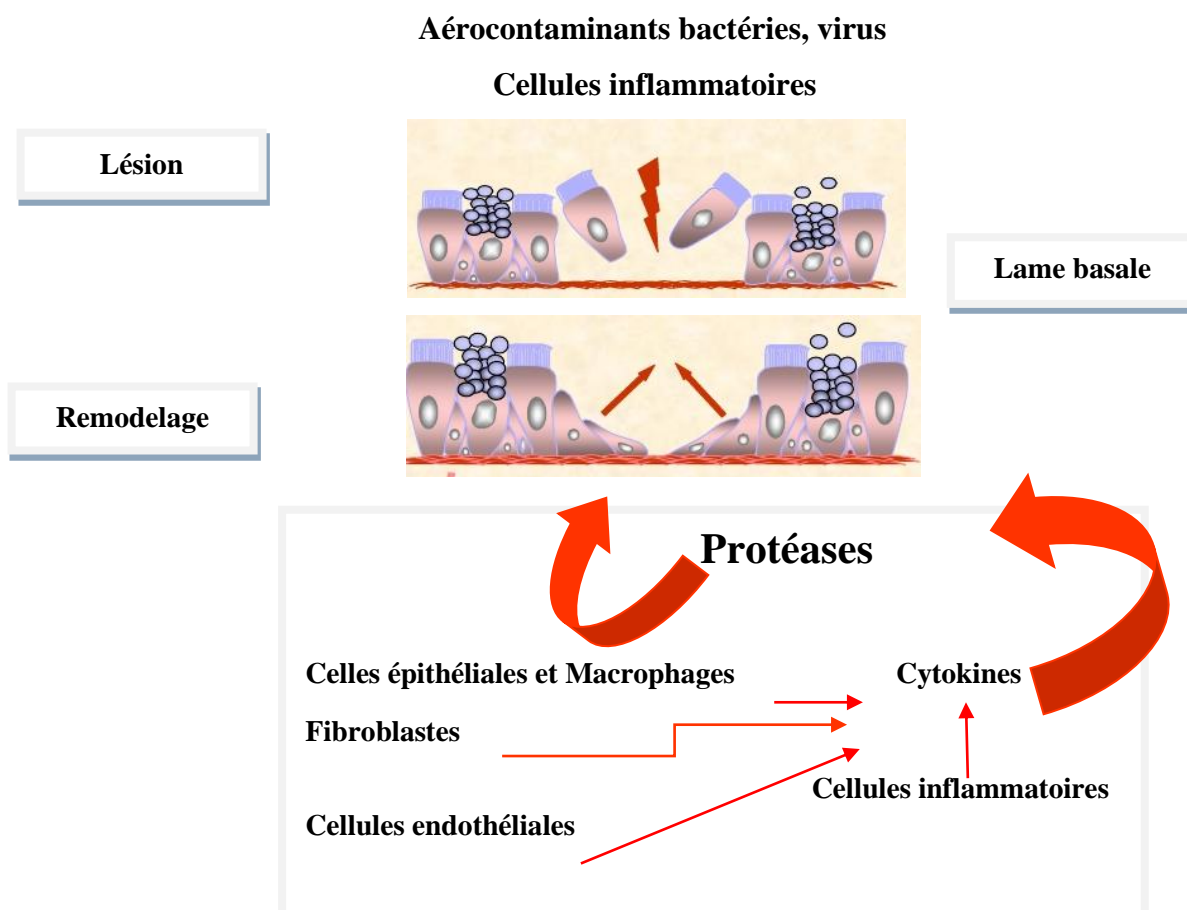 Aérocontaminants bactéries, virus
Cellules inflammatoires
Lésion
Lame basale
Remodelage
Protéases
Celles épithéliales et Macrophages
Cytokines
Fibroblastes
Cellules inflammatoires
Cellules endothéliales